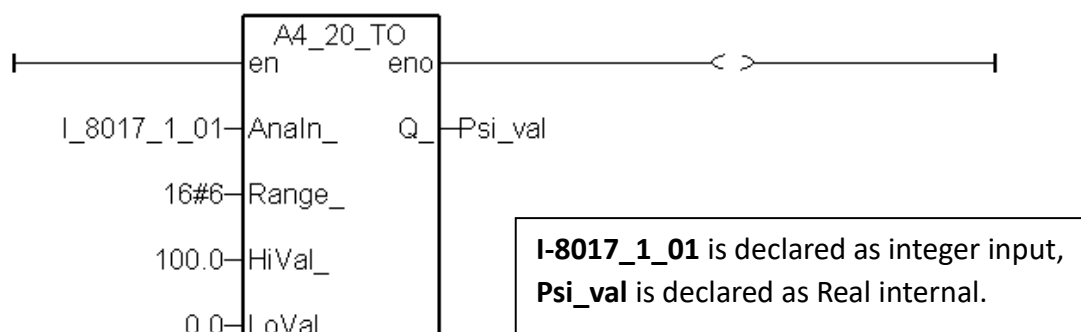 A4_20_TO
en eno
I_8017_1_01 AnaIn_ Q_ Psi_val
16#6 Range_
100.0 HiVal_
0.0 LoVal_
I-8017_1_01 is declared as integer input,
Psi_val is declared as Real internal.